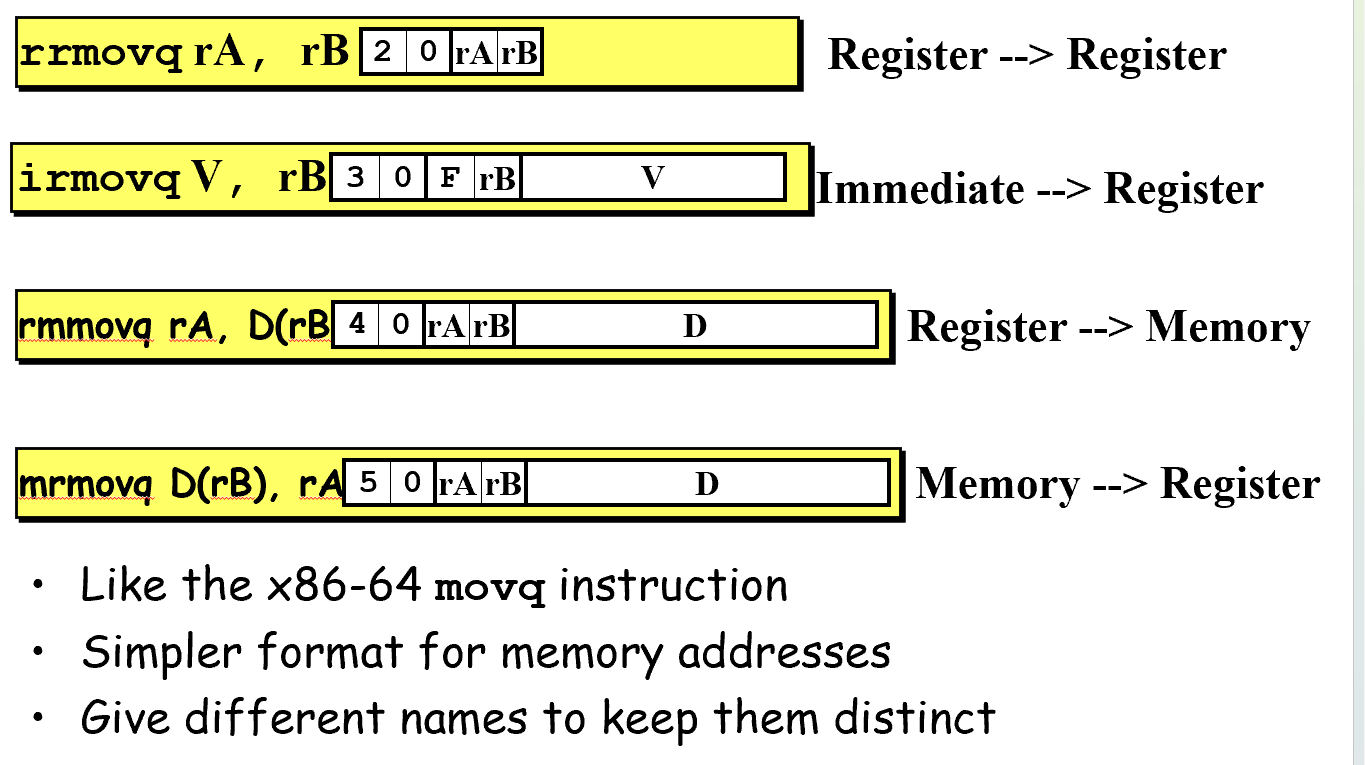 rrmovq rA, rB 2 0 rA rB Register --> Register
irmovq V, rB 3 0 F rB V Immediate --> Register
rmmovq rA, D(rB 4 0 rA rB D Register --> Memory
mrmovq D(rB), rA 5 0 rA rB D Memory --> Register
• Like the x86-64 movq instruction
• Simpler format for memory addresses
• Give different names to keep them distinct